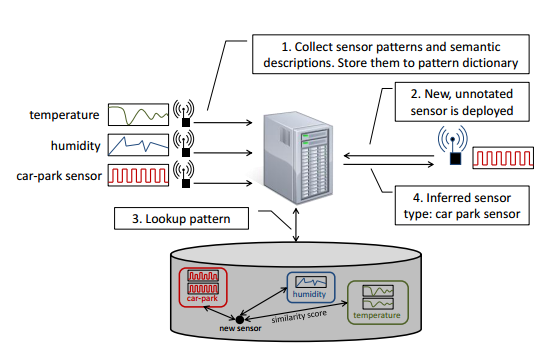 1. Collect sensor patterns and semantic
descriptions. Store them to pattern dictionary
2. New, unnotated
sensor is deployed
temperature
humidity
car-park sensor
4. Inferred sensor
type: car park sensor
3. Lookup pattern
car-park
humidity
temperature
new sensor
similarity score